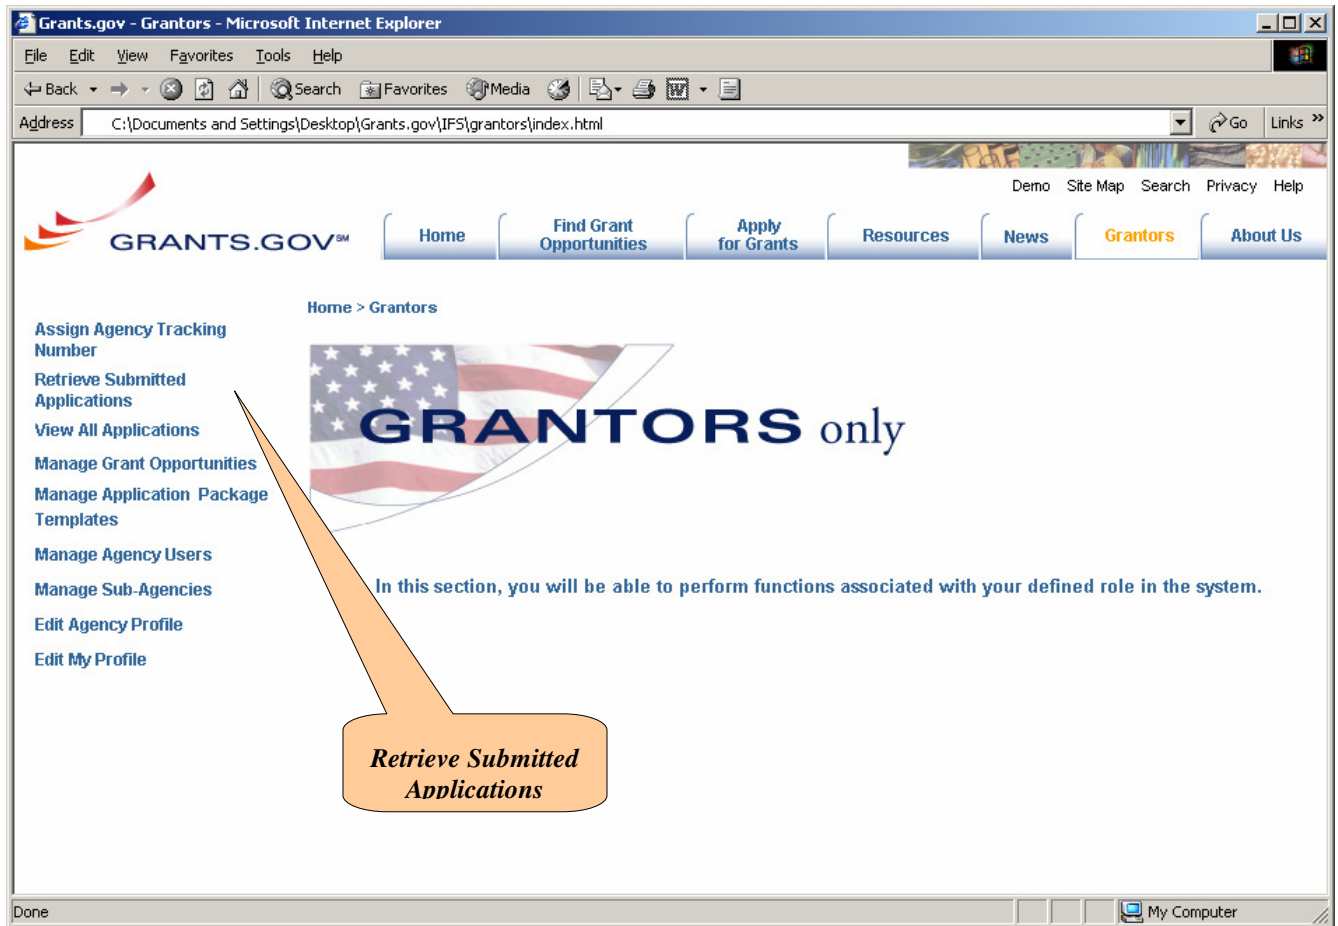 Grants.gov - Grantors - Microsoft Internet Explorer
File Edit View Favorites Tools Help
Back Search Favorites Media
Address C:\Documents and Settings\Desktop\Grants.gov\IFS\grantors\index.html Go Links »
Demo Site Map Search Privacy Help
GRANTS.GOV℠
Home
Find Grant
Opportunities
Apply
for Grants
Resources
News
Grantors
About Us
Home > Grantors
Assign Agency Tracking
Number
Retrieve Submitted
Applications
View All Applications
Manage Grant Opportunities
Manage Application Package
Templates
Manage Agency Users
Manage Sub-Agencies
Edit Agency Profile
Edit My Profile
GRANTORS only
In this section, you will be able to perform functions associated with your defined role in the system.
Retrieve Submitted
Applications
Done
My Computer